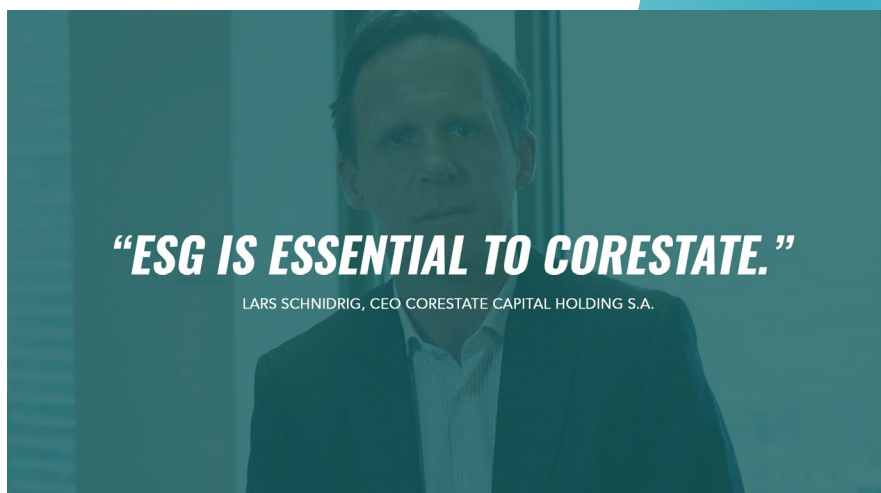 “ESG IS ESSENTIAL TO CORESTATE.”
LARS SCHNIDRIG, CEO CORESTATE CAPITAL HOLDING S.A.